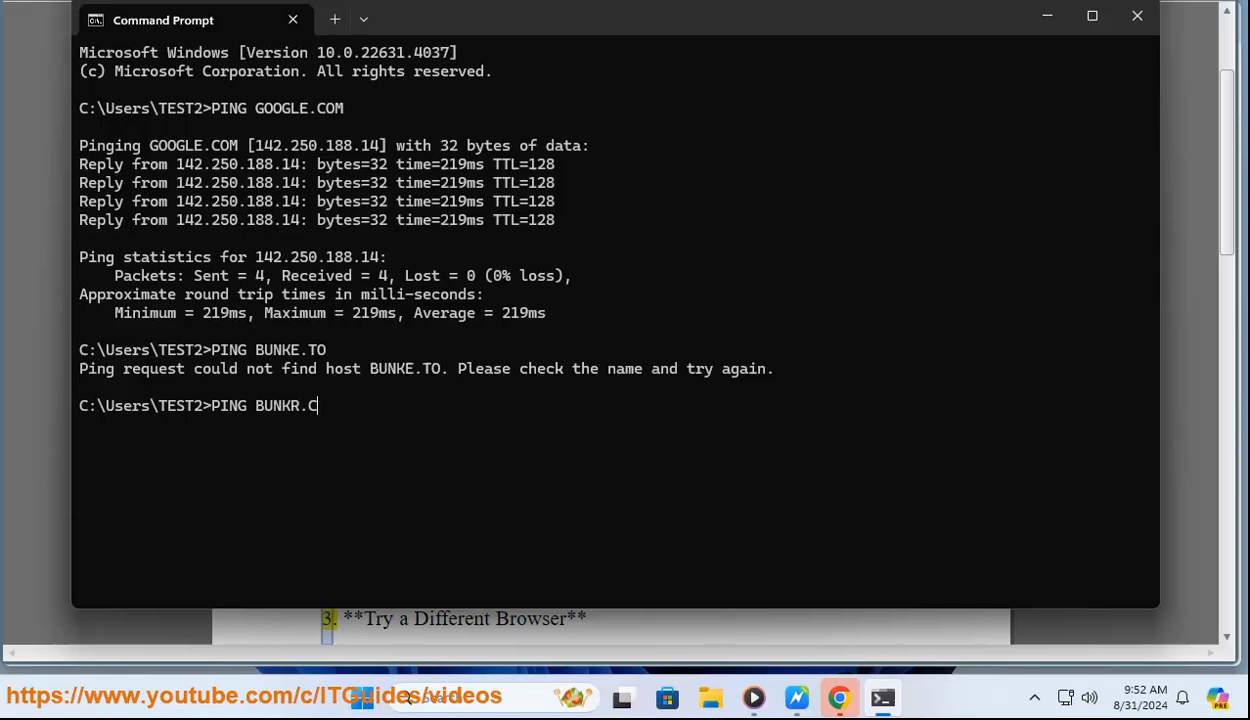 Command Prompt
Microsoft Windows [Version 10.0.22631.4037]
(c) Microsoft Corporation. All rights reserved.
C:\Users\TEST2>PING GOOGLE.COM
Pinging GOOGLE.COM [142.250.188.14] with 32 bytes of data:
Reply from 142.250.188.14: bytes=32 time=219ms TTL=128
Reply from 142.250.188.14: bytes=32 time=219ms TTL=128
Reply from 142.250.188.14: bytes=32 time=219ms TTL=128
Reply from 142.250.188.14: bytes=32 time=219ms TTL=128
Ping statistics for 142.250.188.14:
Packets: Sent = 4, Received = 4, Lost = 0 (0% loss),
Approximate round trip times in milli-seconds:
Minimum = 219ms, Maximum = 219ms, Average = 219ms
C:\Users\TEST2>PING BUNKE.TO
Ping request could not find host BUNKE.TO. Please check the name and try again.
C:\Users\TEST2>PING BUNKR.C
3. **Try a Different Browser**
https://www.youtube.com/c/ITGuides/videos
9:52 AM
8/31/2024
PRE